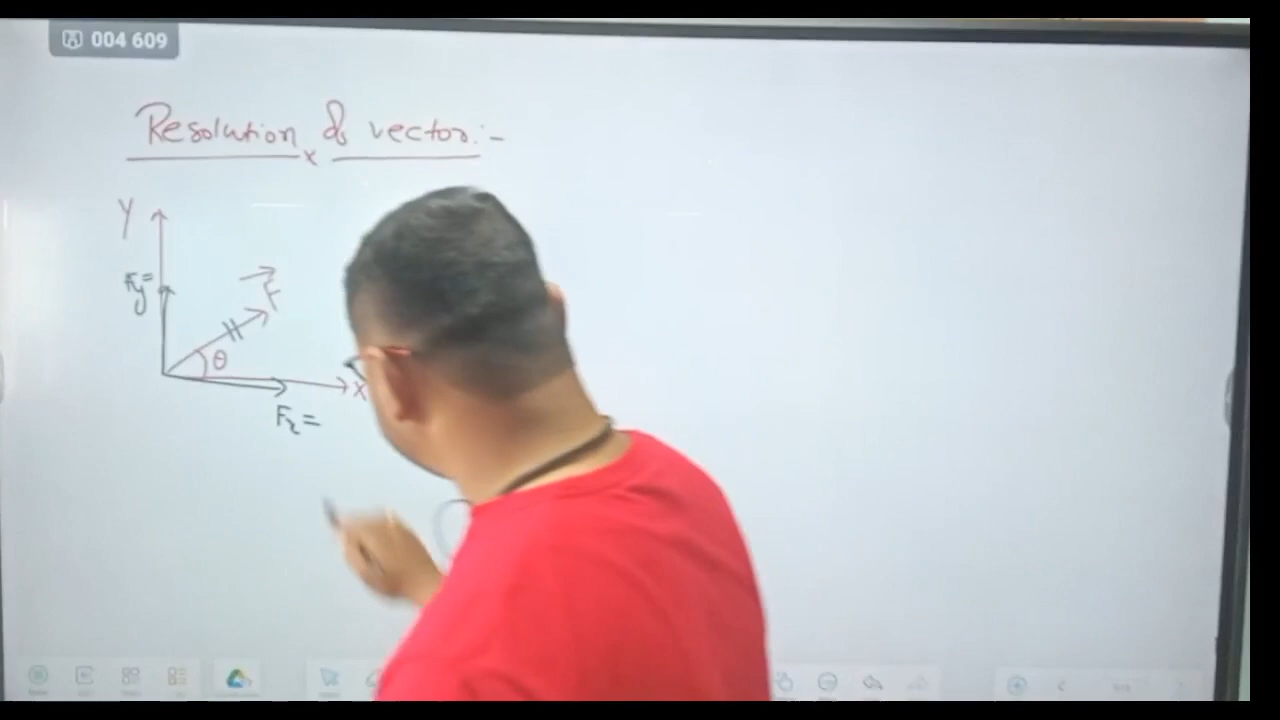 004 609
Resolution of vector :-
Y
Fy =
F
θ
X
Fx =